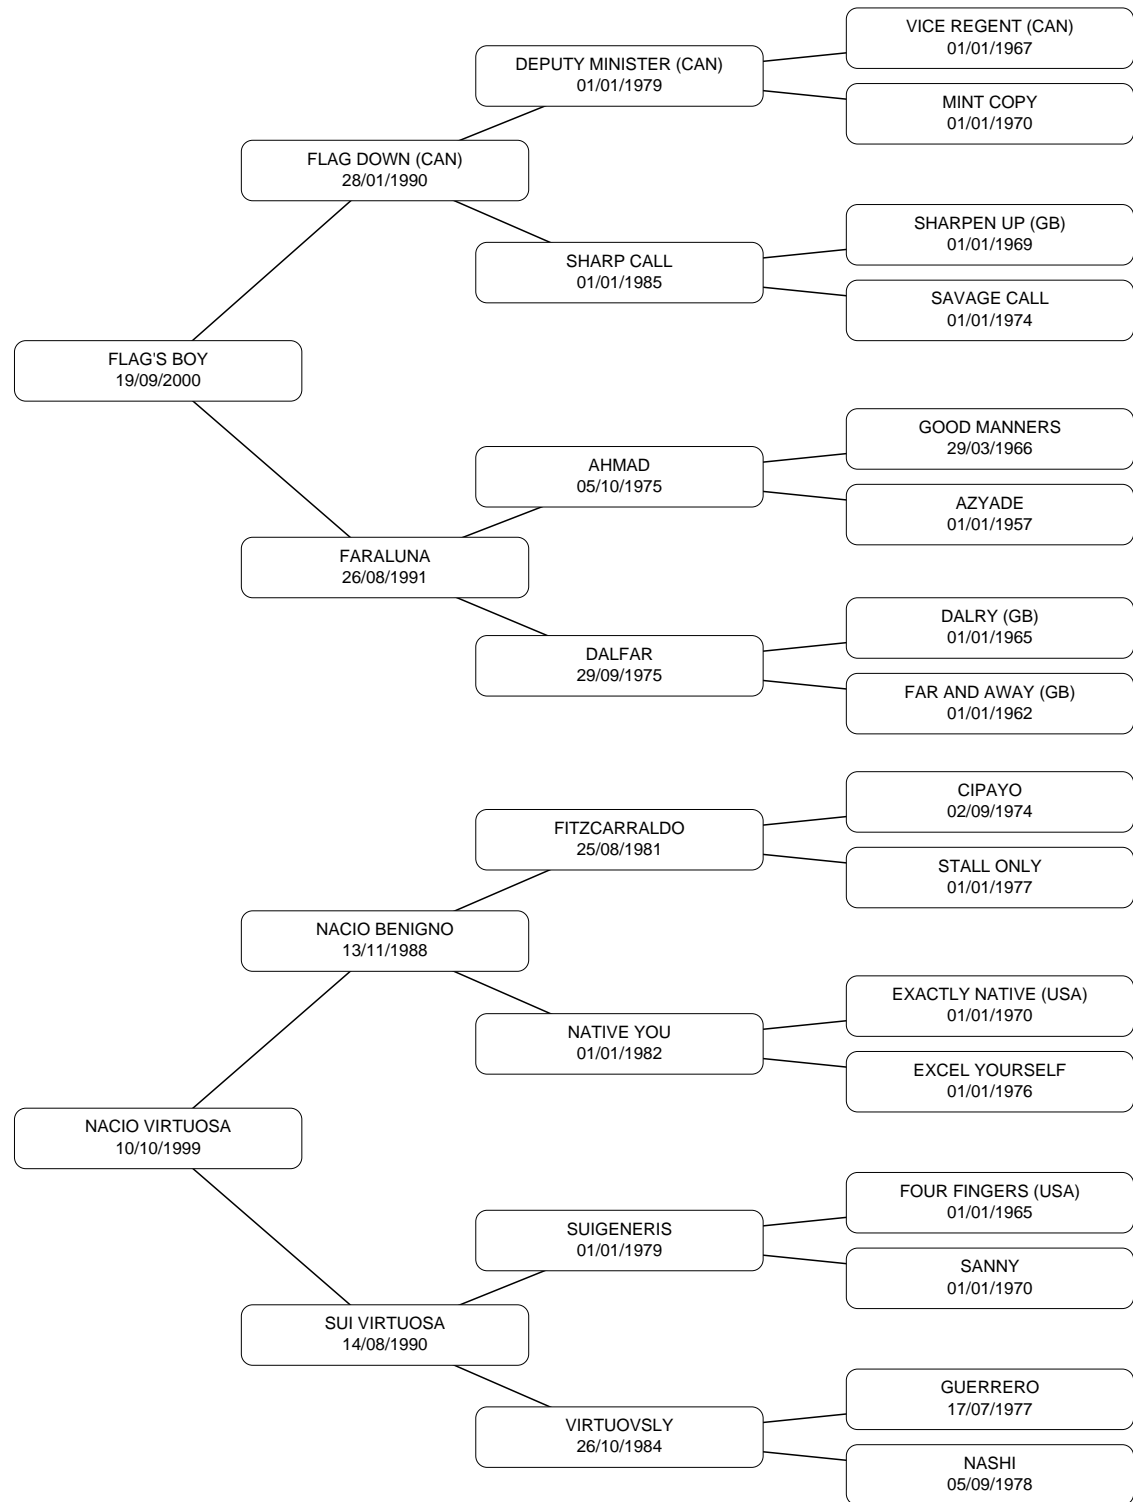 VICE REGENT (CAN)
01/01/1967
DEPUTY MINISTER (CAN)
01/01/1979
MINT COPY
01/01/1970
FLAG DOWN (CAN)
28/01/1990
SHARPEN UP (GB)
01/01/1969
SHARP CALL
01/01/1985
SAVAGE CALL
01/01/1974
FLAG'S BOY
19/09/2000
GOOD MANNERS
29/03/1966
AHMAD
05/10/1975
AZYADE
01/01/1957
FARALUNA
26/08/1991
DALRY (GB)
01/01/1965
DALFAR
29/09/1975
FAR AND AWAY (GB)
01/01/1962
CIPAYO
02/09/1974
FITZCARRALDO
25/08/1981
STALL ONLY
01/01/1977
NACIO BENIGNO
13/11/1988
EXACTLY NATIVE (USA)
01/01/1970
NATIVE YOU
01/01/1982
EXCEL YOURSELF
01/01/1976
NACIO VIRTUOSA
10/10/1999
FOUR FINGERS (USA)
01/01/1965
SUIGENERIS
01/01/1979
SANNY
01/01/1970
SUI VIRTUOSA
14/08/1990
GUERRERO
17/07/1977
VIRTUOVSLY
26/10/1984
NASHI
05/09/1978